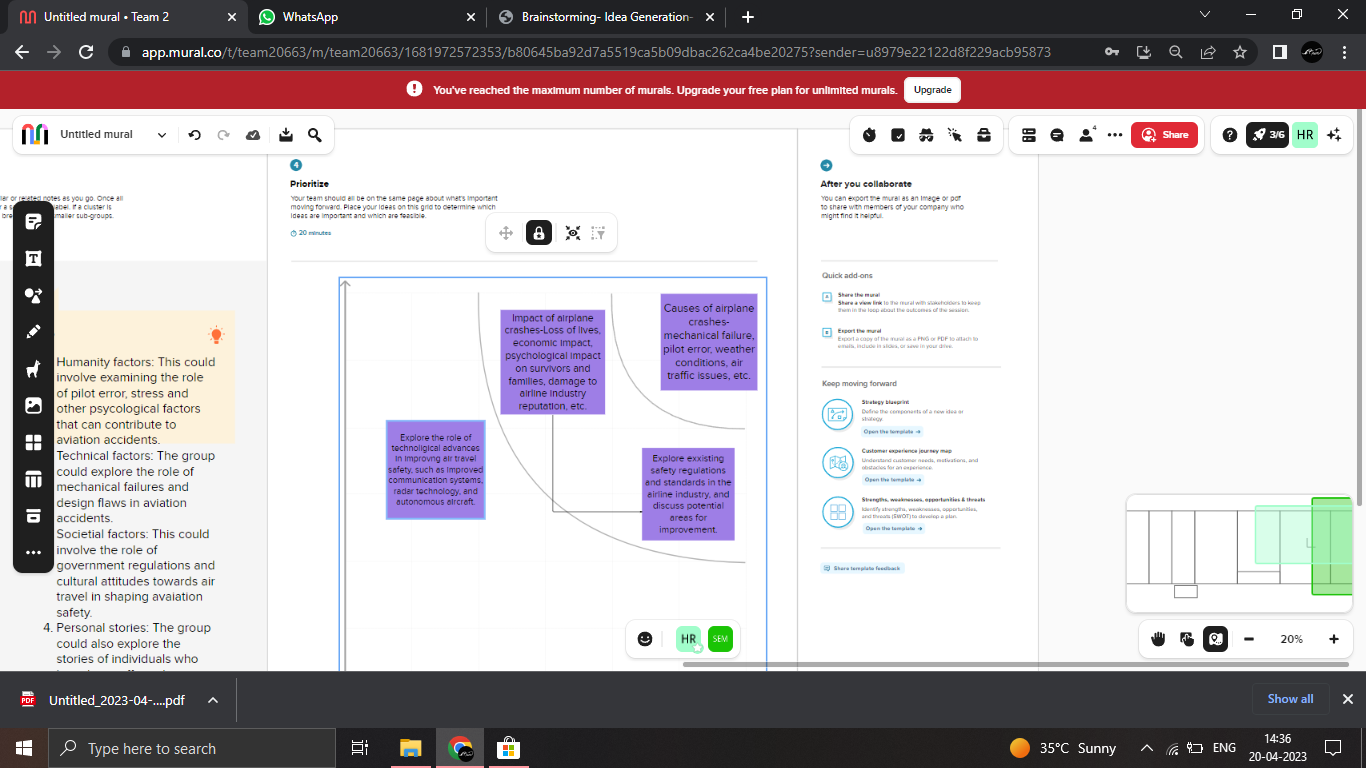 Untitled mural • Team 2
WhatsApp
Brainstorming- Idea Generation-
app.mural.co/t/team20663/m/team20663/1681972572353/b80645ba92d7a5519ca5b09dbac262ca4be20275?sender=u8979e22122d8f229acb95873
You've reached the maximum number of murals. Upgrade your free plan for unlimited murals.
Upgrade
Untitled mural
4
Share
3/6
HR
4
Prioritize
Your team should all be on the same page about what's important
moving forward. Place your ideas on this grid to determine which
ideas are important and which are feasible.
20 minutes
ilar or related notes as you go. Once all
label. If a cluster is
smaller sub-groups.
After you collaborate
You can export the mural as an image or pdf
to share with members of your company who
might find it helpful.
Quick add-ons
Share the mural
Share a view link to the mural with stakeholders to keep
them in the loop about the outcomes of the session.
Export the mural
Export a copy of the mural as a PNG or PDF to attach to
emails, include in slides, or save in your drive.
Keep moving forward
Strategy blueprint
Define the components of a new idea or
strategy.
Open the template
Customer experience journey map
Understand customer needs, motivations, and
obstacles for an experience.
Open the template
Strengths, weaknesses, opportunities & threats
Identify strengths, weaknesses, opportunities,
and threats (SWOT) to develop a plan.
Open the template
Share template feedback
Humanity factors: This could
involve examining the role
of pilot error, stress and
other psycological factors
that can contribute to
aviation accidents.
Technical factors: The group
could explore the role of
mechanical failures and
design flaws in aviation
accidents.
Societial factors: This could
involve the role of
government regulations and
cultural attitudes towards air
travel in shaping avaiation
safety.
4. Personal stories: The group
could also explore the
stories of individuals who
Impact of airplane
crashes-Loss of lives,
economic impact,
psychological impact
on survivors and
families, damage to
airline industry
reputation, etc.
Causes of airplane
crashes-
mechanical failure,
pilot error, weather
conditions, air
traffic issues, etc.
Explore the role of
technoligical advances
in improvng air travel
safety, such as improved
communication systems,
radar technology, and
autonomous aircraft.
Explore exxisting
safety regulations
and standards in the
airline industry, and
discuss potential
areas for
improvement.
HR
SEM
20%
Untitled_2023-04-....pdf
Show all
Type here to search
35°C Sunny
ENG
14:36
20-04-2023